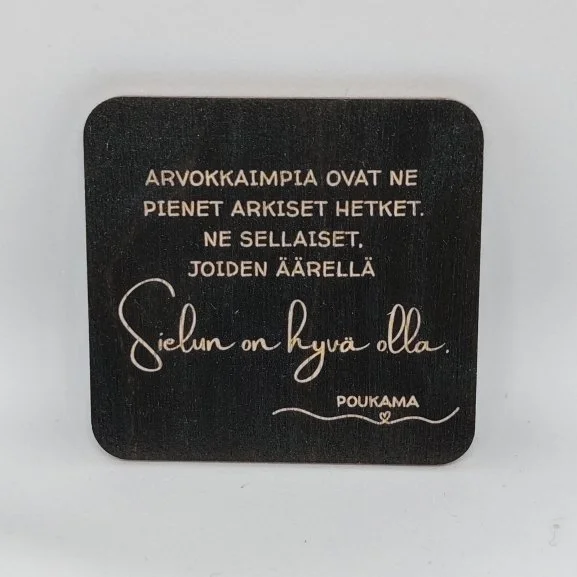 ARVOKKAIMPIA OVAT NE
PIENET ARKISET HETKET.
NE SELLAISET,
JOIDEN ÄÄRELLÄ
Sielun on hyvä olla.
POUKAMA